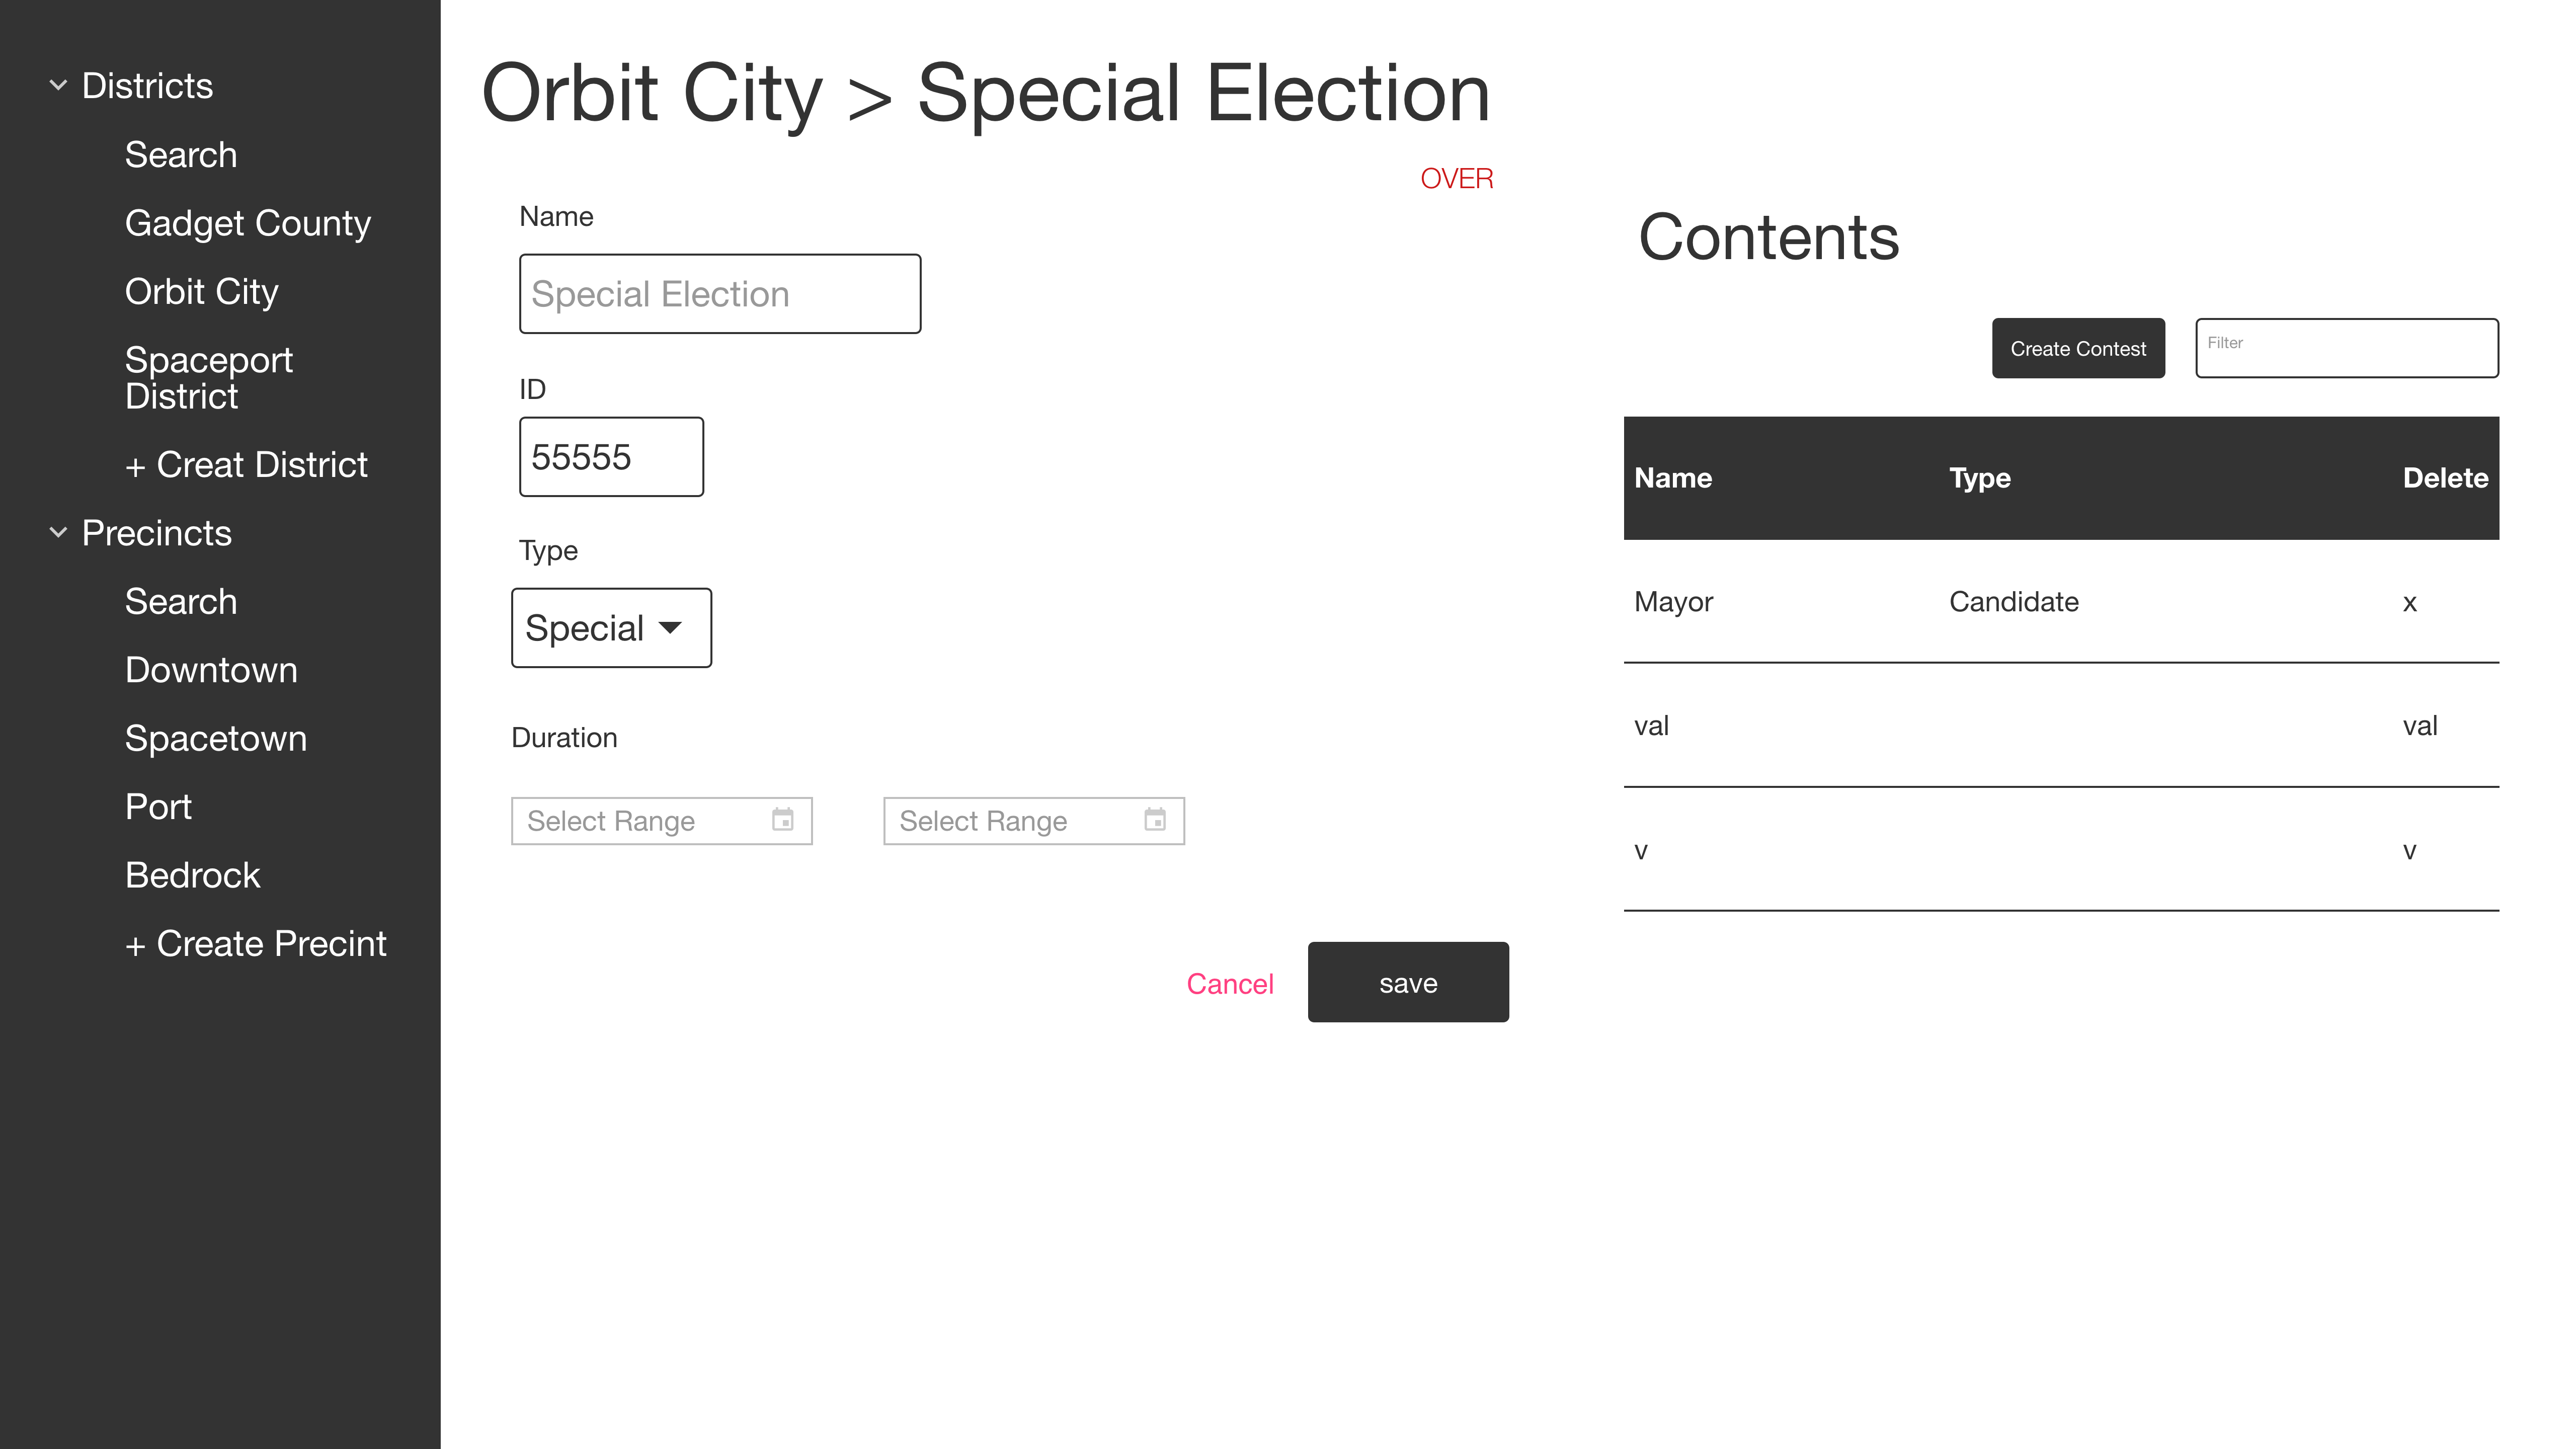 Districts
Search
Gadget County
Orbit City
Spaceport
District
+ Creat District
Precincts
Search
Downtown
Spacetown
Port
Bedrock
+ Create Precint
Orbit City > Special Election
OVER
Name
Special Election
ID
55555
Type
Special
Duration
Select Range Select Range
Cancel save
Contents
Create Contest Filter
Name Type Delete
Mayor Candidate x
val val
v v